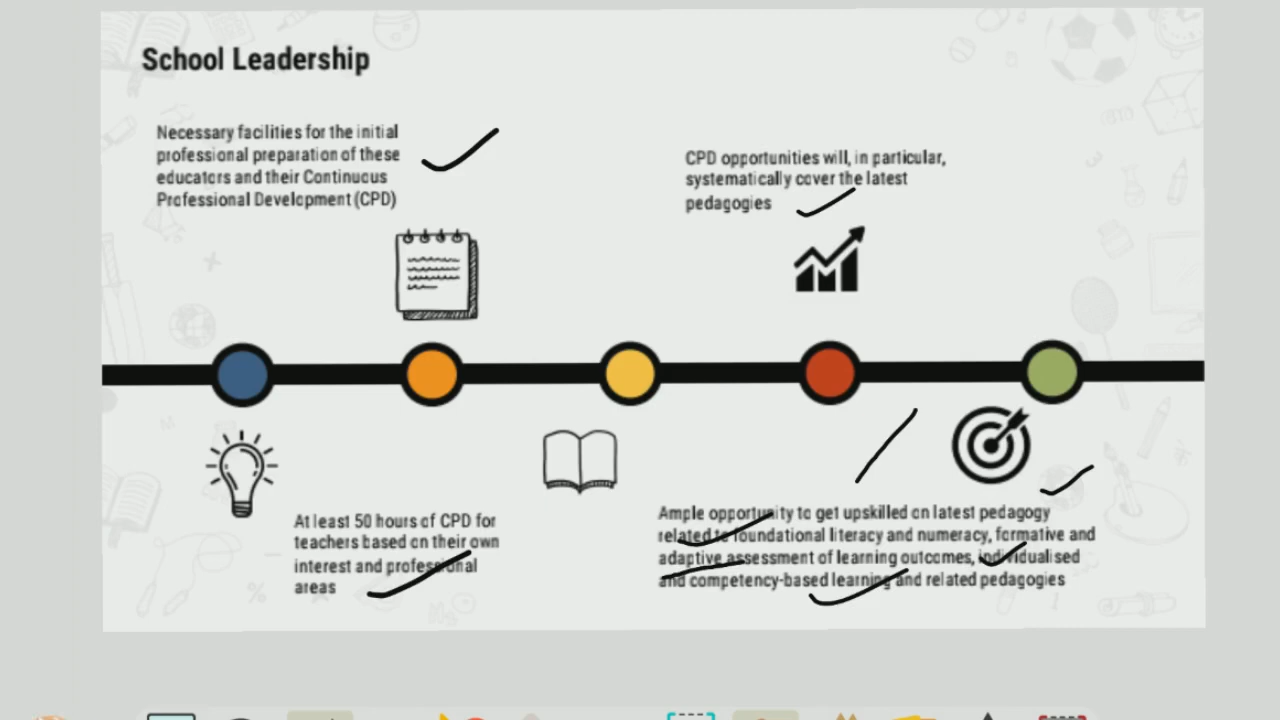 School Leadership
Necessary facilities for the initial
professional preparation of these
educators and their Continuous
Professional Development (CPD)
CPD opportunities will, in particular,
systematically cover the latest
pedagogies
At least 50 hours of CPD for
teachers based on their own
interest and professional
areas
Ample opportunity to get upskilled on latest pedagogy
related to foundational literacy and numeracy, formative and
adaptive assessment of learning outcomes, individualised
and competency-based learning and related pedagogies